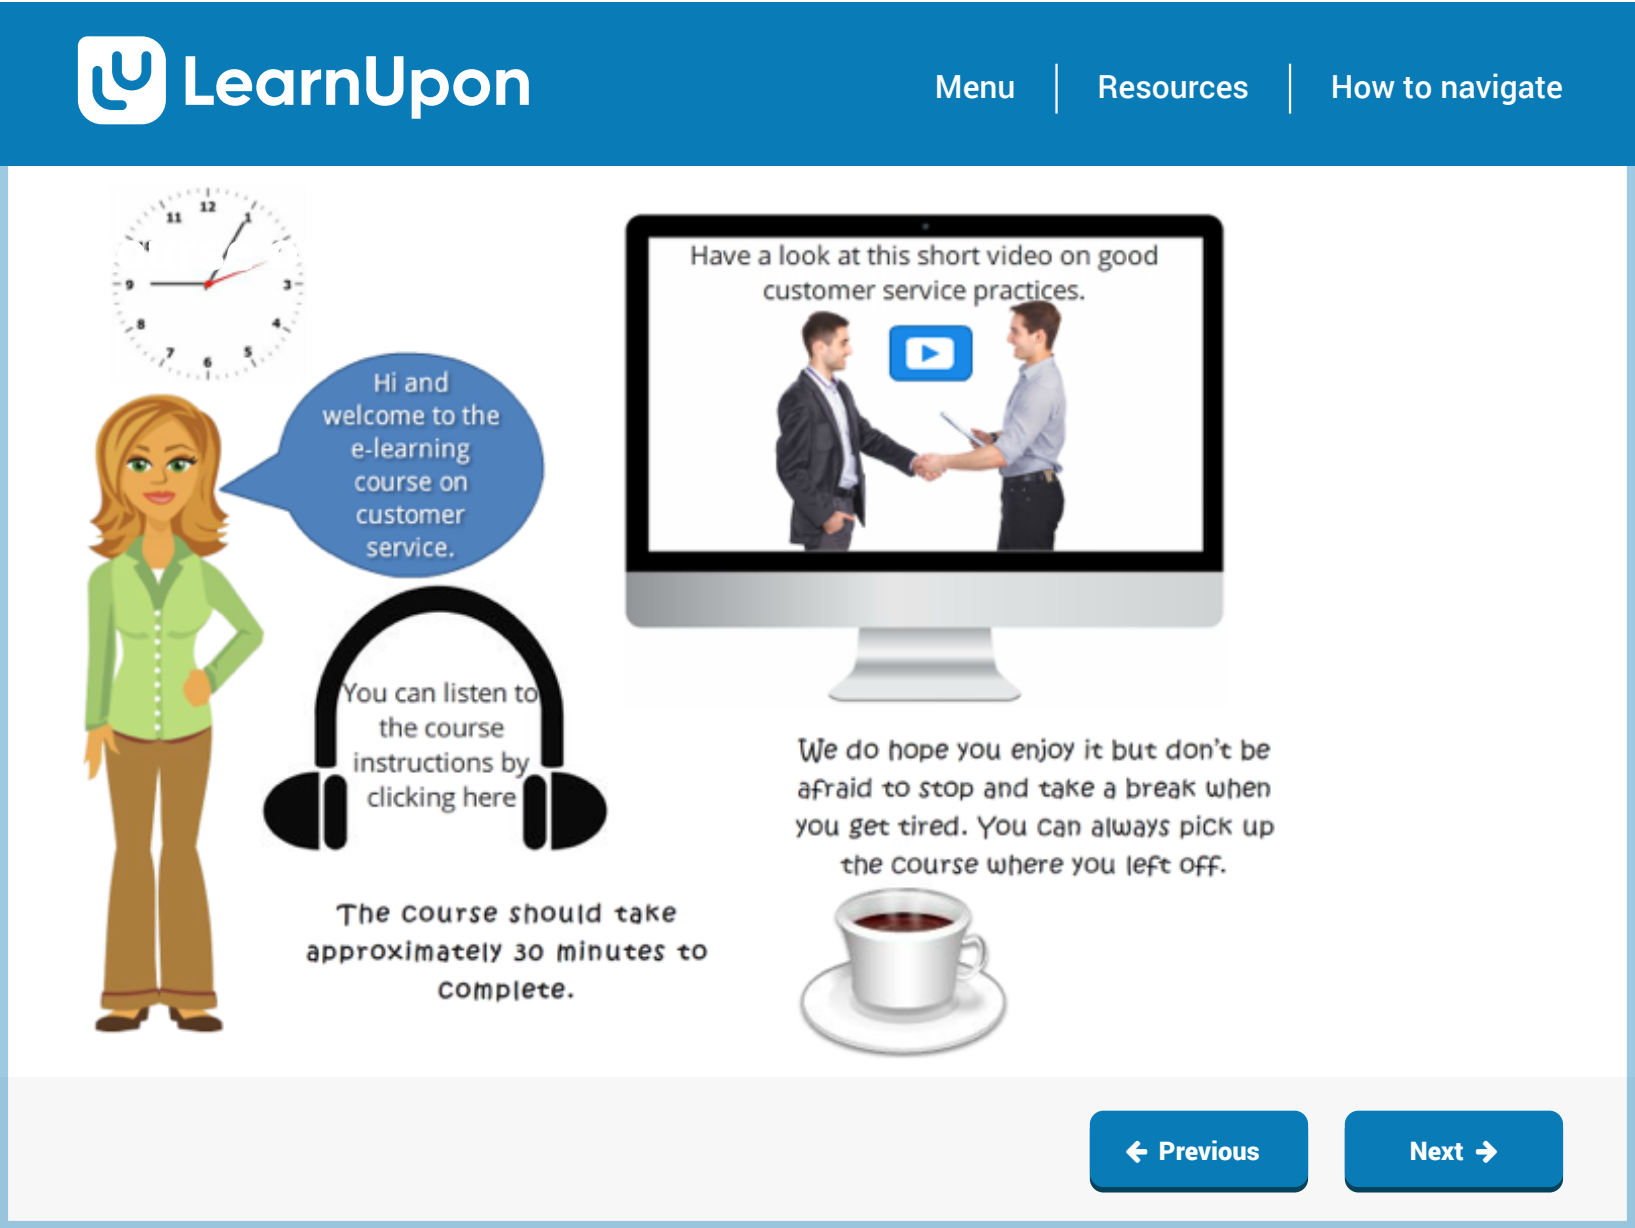 LearnUpon
Menu
Resources
How to navigate
12
11
1
9
3
8
4
7
5
6
Hi and
welcome to the
e-learning
course on
customer
service.
Have a look at this short video on good
customer service practices.
You can listen to
the course
instructions by
clicking here
We do hope you enjoy it but don't be
afraid to stop and take a break when
you get tired. You can always pick up
the course where you left off.
The course should take
approximately 30 minutes to
complete.
Previous
Next